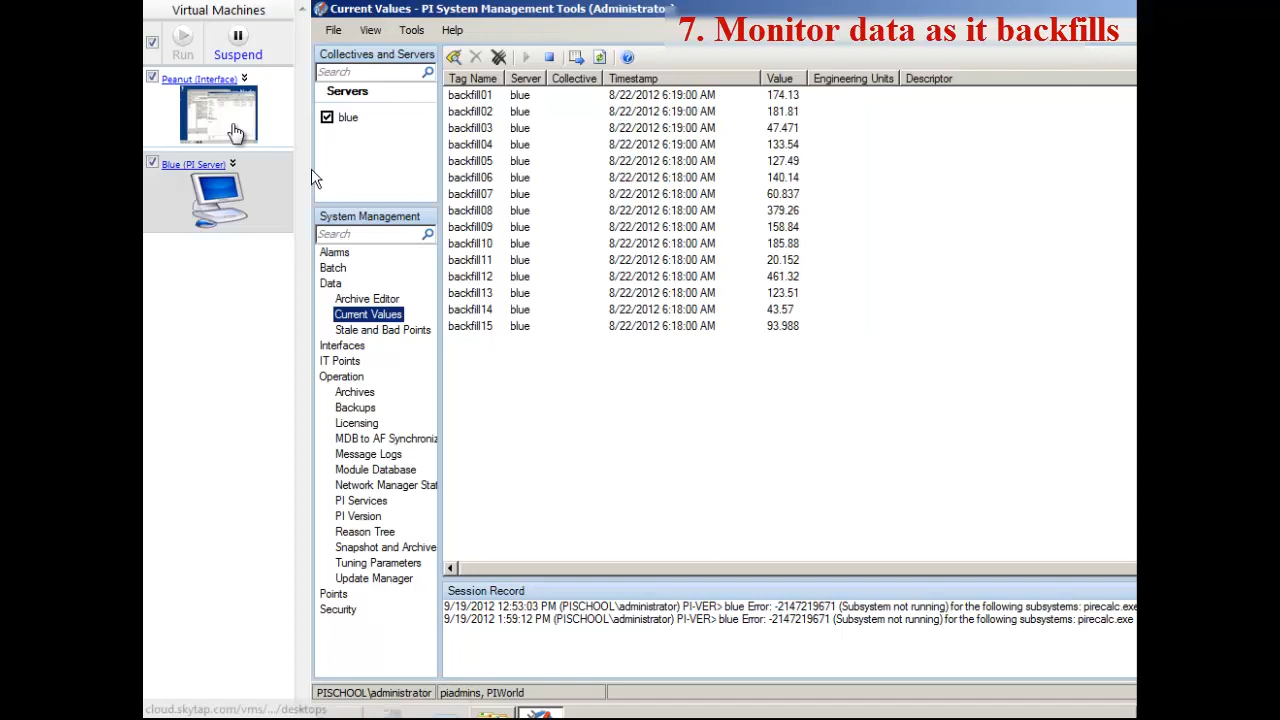 Virtual Machines
Run
Suspend
Peanut (Interface)
Blue (PI Server)
Current Values - PI System Management Tools (Administrato
7. Monitor data as it backfills
File View Tools Help
Collectives and Servers
Search
Servers
blue
System Management
Search
Alarms
Batch
Data
Archive Editor
Current Values
Stale and Bad Points
Interfaces
IT Points
Operation
Archives
Backups
Licensing
MDB to AF Synchroniz
Message Logs
Module Database
Network Manager Stat
PI Services
PI Version
Reason Tree
Snapshot and Archive
Tuning Parameters
Update Manager
Points
Security
Tag Name Server Collective Timestamp Value Engineering Units Descriptor
backfill01 blue 8/22/2012 6:19:00 AM 174.13
backfill02 blue 8/22/2012 6:19:00 AM 181.81
backfill03 blue 8/22/2012 6:19:00 AM 47.471
backfill04 blue 8/22/2012 6:19:00 AM 133.54
backfill05 blue 8/22/2012 6:18:00 AM 127.49
backfill06 blue 8/22/2012 6:18:00 AM 140.14
backfill07 blue 8/22/2012 6:18:00 AM 60.837
backfill08 blue 8/22/2012 6:18:00 AM 379.26
backfill09 blue 8/22/2012 6:18:00 AM 158.84
backfill10 blue 8/22/2012 6:18:00 AM 185.88
backfill11 blue 8/22/2012 6:18:00 AM 20.152
backfill12 blue 8/22/2012 6:18:00 AM 461.32
backfill13 blue 8/22/2012 6:18:00 AM 123.51
backfill14 blue 8/22/2012 6:18:00 AM 43.57
backfill15 blue 8/22/2012 6:18:00 AM 93.988
Session Record
9/19/2012 12:53:03 PM (PISCHOOL\administrator) PI-VER> blue Error: -2147219671 (Subsystem not running) for the following subsystems: pirecalc.exe
9/19/2012 1:59:12 PM (PISCHOOL\administrator) PI-VER> blue Error: -2147219671 (Subsystem not running) for the following subsystems: pirecalc.exe
PISCHOOL\administrator piadmins, PIWorld
cloud.skytap.com/vms/.../desktops